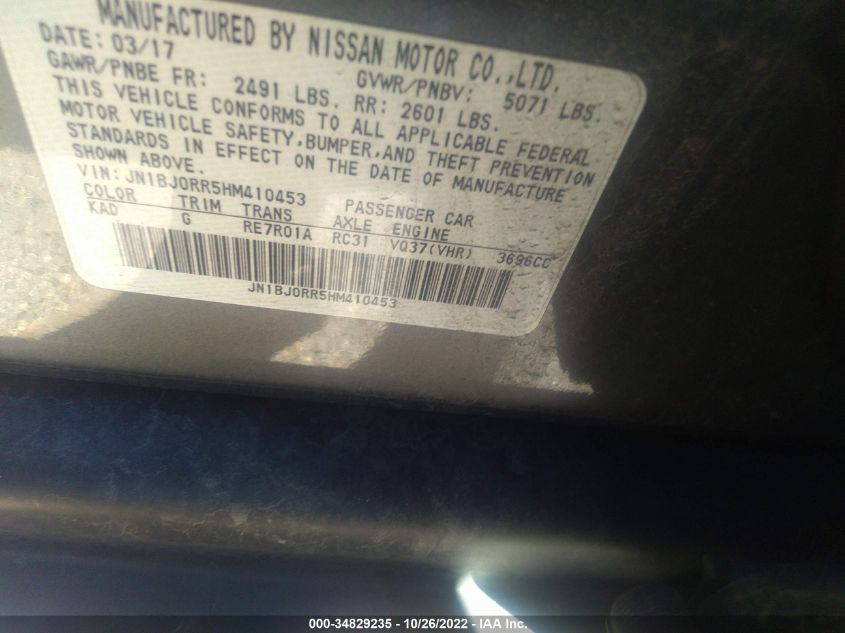 MANUFACTURED BY NISSAN MOTOR CO.,LTD.
DATE: 03/17 GVWR/PNBV: 5071 LBS.
GAWR/PNBE FR: 2491 LBS. RR: 2601 LBS.
THIS VEHICLE CONFORMS TO ALL APPLICABLE FEDERAL
MOTOR VEHICLE SAFETY,BUMPER,AND THEFT PREVENTION
STANDARDS IN EFFECT ON THE DATE OF MANUFACTURE
SHOWN ABOVE.
VIN: JN1BJ0RR5HM410453 PASSENGER CAR
COLOR TRIM TRANS AXLE ENGINE
KAD G RE7R01A RC31 VQ37(VHR) 3696CC
JN1BJ0RR5HM410453
000-34829235 - 10/26/2022 - IAA Inc.